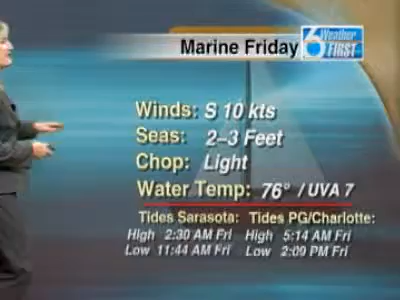 Marine Friday 6 Weather FIRST
Winds: S 10 kts
Seas: 2-3 Feet
Chop: Light
Water Temp: 76° / UVA 7
Tides Sarasota: Tides PG/Charlotte:
High 2:30 AM Fri High 5:14 AM Fri
Low 11:44 AM Fri Low 2:09 PM Fri